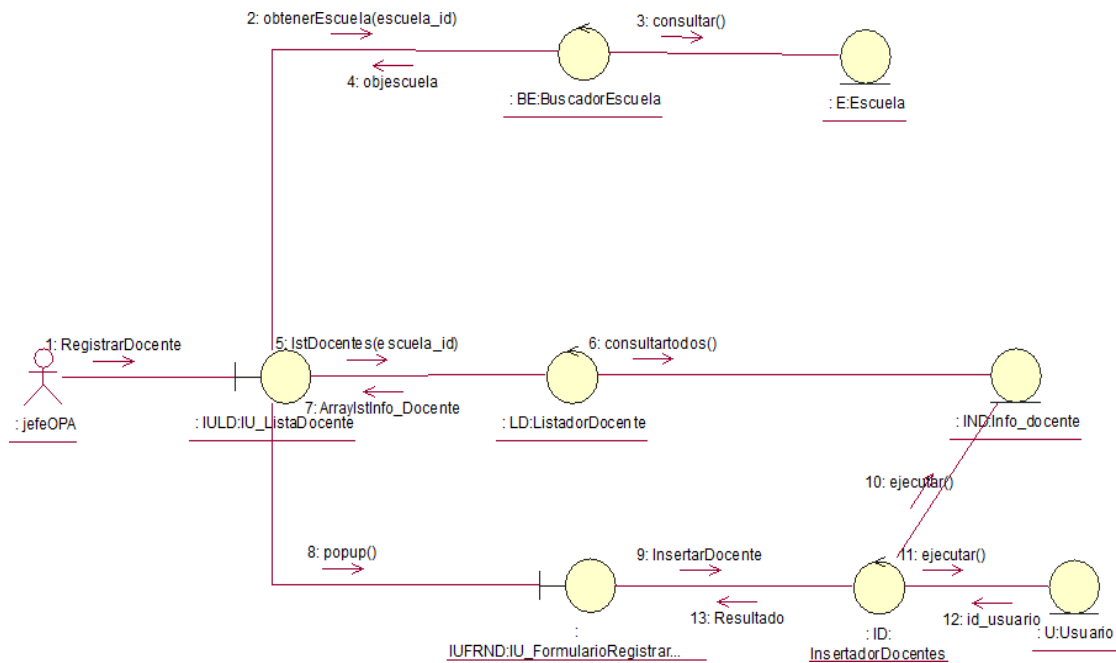 2: obtenerEscuela(escuela_id)
3: consultar()
4: objescuela
: BE:BuscadorEscuela
: E:Escuela
1: RegistrarDocente
5: lstDocentes(escuela_id)
6: consultartodos()
7: ArraylstInfo_Docente
: jefeOPA
: IULD:IU_ListaDocente
: LD:ListadorDocente
: IND:Info_docente
10: ejecutar()
8: popup()
9: InsertarDocente
11: ejecutar()
13: Resultado
12: id_usuario
:
IUFRND:IU_FormularioRegistrar...
: ID:
InsertadorDocentes
: U:Usuario